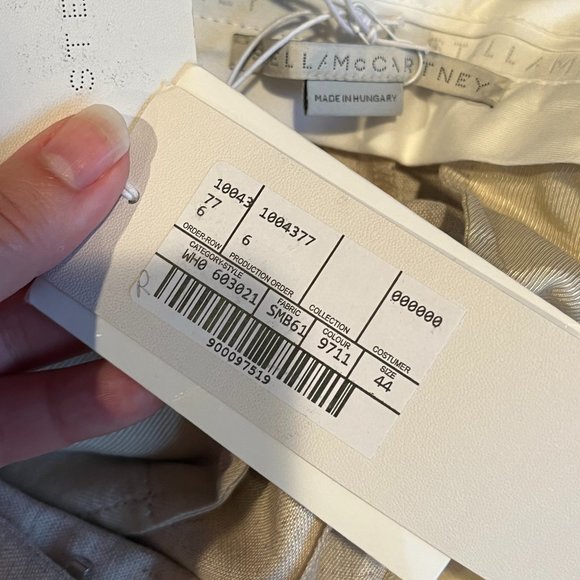 STE
STELLA McCARTNEY
MADE IN HUNGARY
10043
77
6
1004377
6
000000
ORDER-ROW
PRODUCTION ORDER
COLLECTION
COSTUMER
CATEGORY-STYLE
FABRIC
COLOUR
SIZE
WH0 603021
SMB61
9711
44
R
900097519